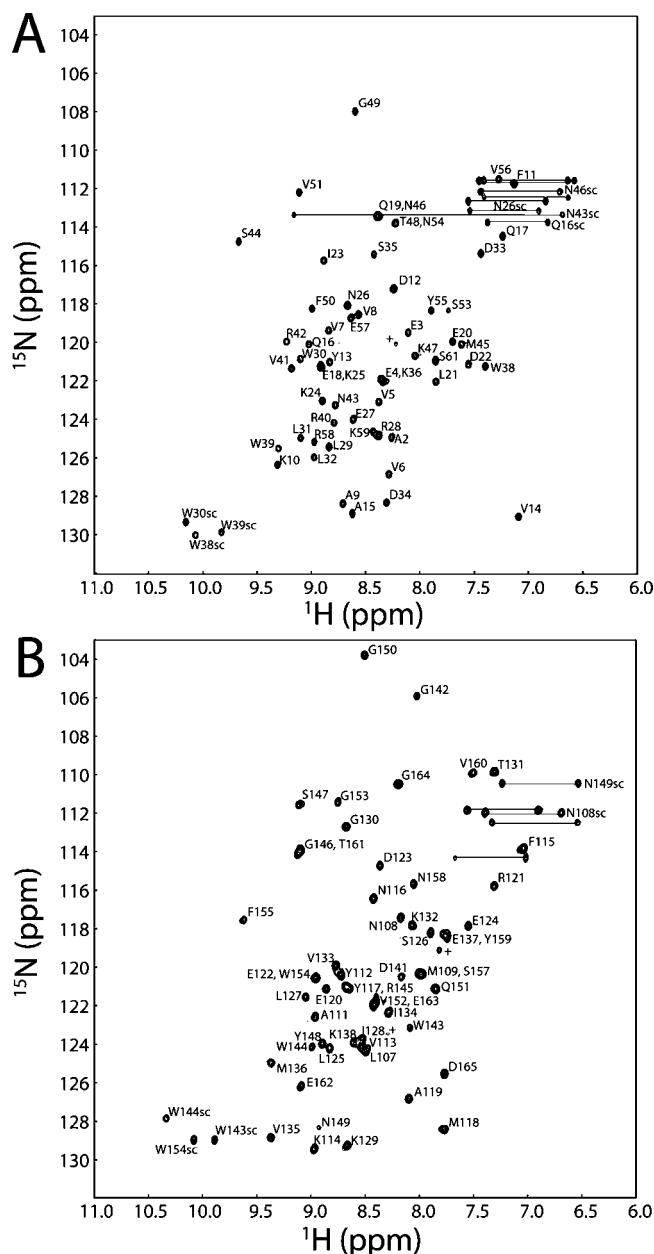 A
104
106
108
110
112
114
116
118
120
122
124
126
128
130
15N (ppm)
G49
V56
F11
V51
N46sc
Q19,N46
N26sc
N43sc
T48,N54
Q16sc
S44
Q17
I23
S35
D33
D12
N26
F50
V8
Y55
S53
E57
R42
V7
E3
E20
Q16
M45
V41
W30
Y13
K47
S61
D22
W38
E18,K25
E4,K36
L21
K24
N43
V5
R40
E27
L31
R58
K59
R28
A2
W39
L29
K10
L32
V6
A9
D34
A15
V14
W30sc
W39sc
W38sc
11.0 10.5 10.0 9.5 9.0 8.5 8.0 7.5 7.0 6.5 6.0
1H (ppm)
B
104
106
108
110
112
114
116
118
120
122
124
126
128
130
15N (ppm)
G150
G142
V160
T131
G164
N149sc
S147
G153
N108sc
G130
G146, T161
F115
D123
N158
R121
N116
F155
K132
N108
E124
S126
E137, Y159
V133
E122, W154
Y112
D141
M109, S157
Y117, R145
Q151
L127
E120
V152, E163
I134
A111
W143
Y148
K138
I128
V113
W144
L125
L107
M136
D165
E162
A119
W144sc
N149
M118
W143sc
V135
W154sc
K114
K129
11.0 10.5 10.0 9.5 9.0 8.5 8.0 7.5 7.0 6.5 6.0
1H (ppm)